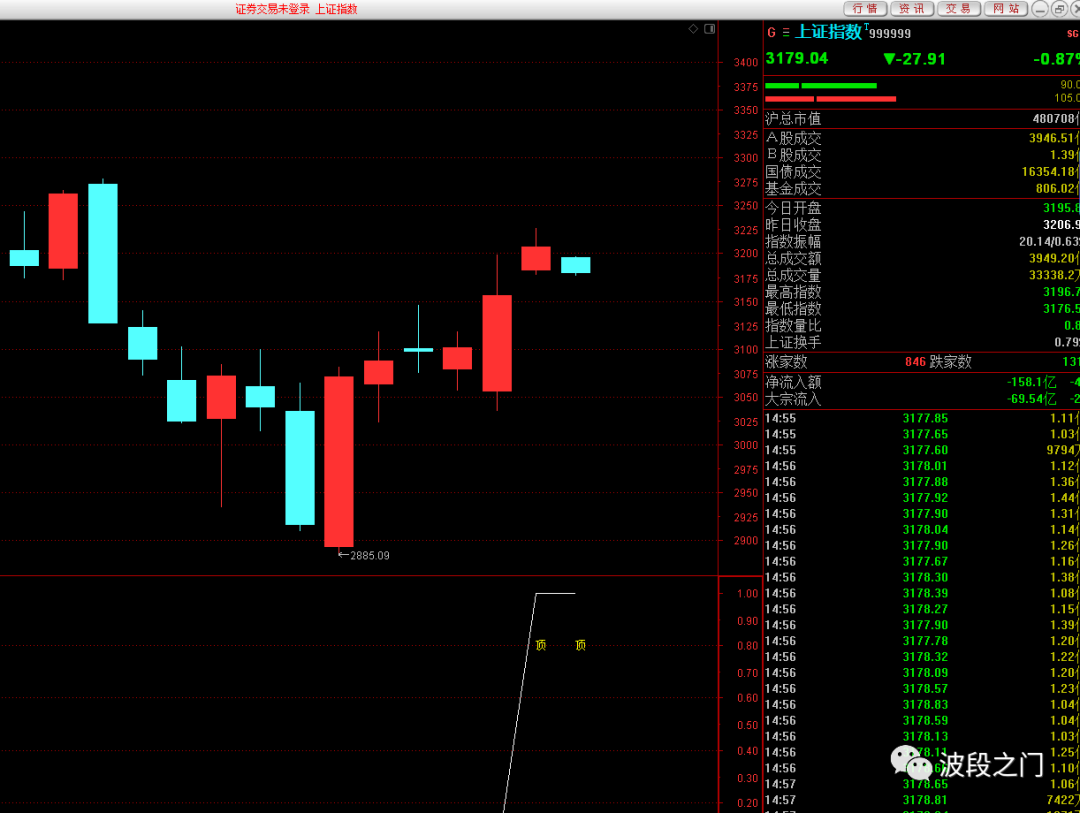 证券交易未登录 上证指数
行情 资讯 交易 网站
G 上证指数 T 999999
3179.04 ▼-27.91 -0.87%
90.0
105.0
沪总市值 480708亿
A股成交 3946.51亿
B股成交 1.39亿
国债成交 16354.18亿
基金成交 806.02亿
今日开盘 3195.8
昨日收盘 3206.9
指数振幅 20.14/0.63
总成交额 3949.20亿
总成交量 33338.2万
最高指数 3196.7
最低指数 3176.5
指数量比 0.8
上证换手 0.79
涨家数 846 跌家数 131
净流入额 -158.1亿 -4
大宗流入 -69.54亿 -2
14:55 3177.85 1.11亿
14:55 3177.65 1.03亿
14:55 3177.60 9794万
14:56 3178.01 1.12亿
14:56 3177.88 1.36亿
14:56 3177.92 1.44亿
14:56 3177.90 1.31亿
14:56 3178.04 1.14亿
14:56 3177.90 1.26亿
14:56 3177.67 1.16亿
14:56 3178.30 1.38亿
14:56 3178.39 1.08亿
14:56 3178.27 1.15亿
14:56 3177.90 1.39亿
14:56 3177.78 1.20亿
14:56 3178.32 1.22亿
14:56 3178.09 1.20亿
14:56 3178.57 1.23亿
14:56 3178.83 1.04亿
14:56 3178.59 1.04亿
14:56 3178.13 1.03亿
14:56 1.25亿
14:56 1.10亿
14:57 3178.65 1.06亿
14:57 3178.81 7422万
波段之门
3400
3375
3350
3325
3300
3275
3250
3225
3200
3175
3150
3125
3100
3075
3050
3025
3000
2975
2950
2925
2900
←2885.09
1.00
0.90
0.80
0.70
0.60
0.50
0.40
0.30
0.20
顶 顶